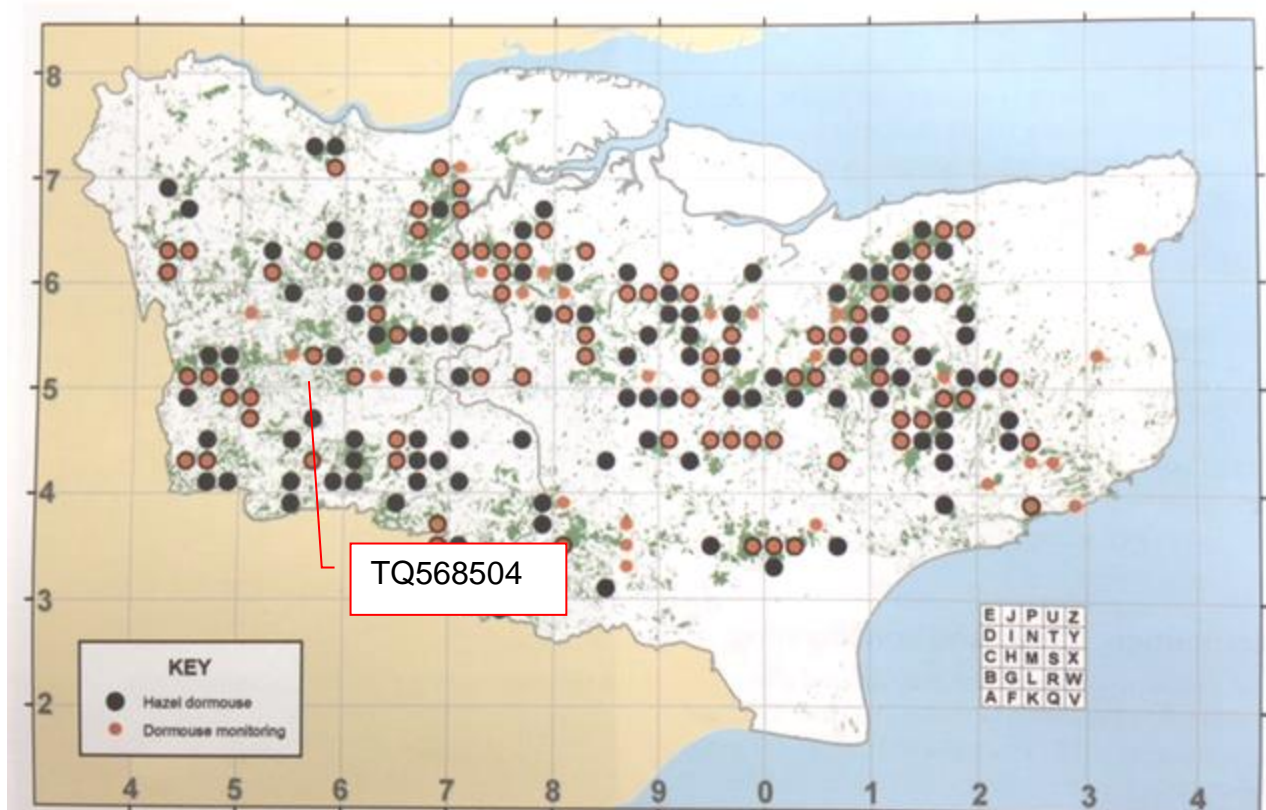 8
7
6
5
4
3
2
TQ568504
KEY
Hazel dormouse
Dormouse monitoring
E J P U Z
D I N T Y
C H M S X
B G L R W
A F K Q V
4 5 6 7 8 9 0 1 2 3 4